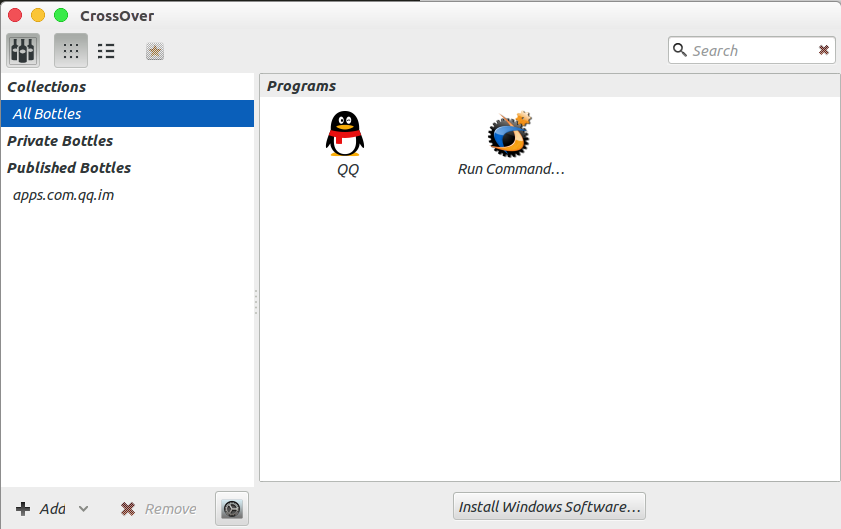 CrossOver
Search
Collections
All Bottles
Private Bottles
Published Bottles
apps.com.qq.im
Programs
QQ
Run Command...
Add
Remove
Install Windows Software...